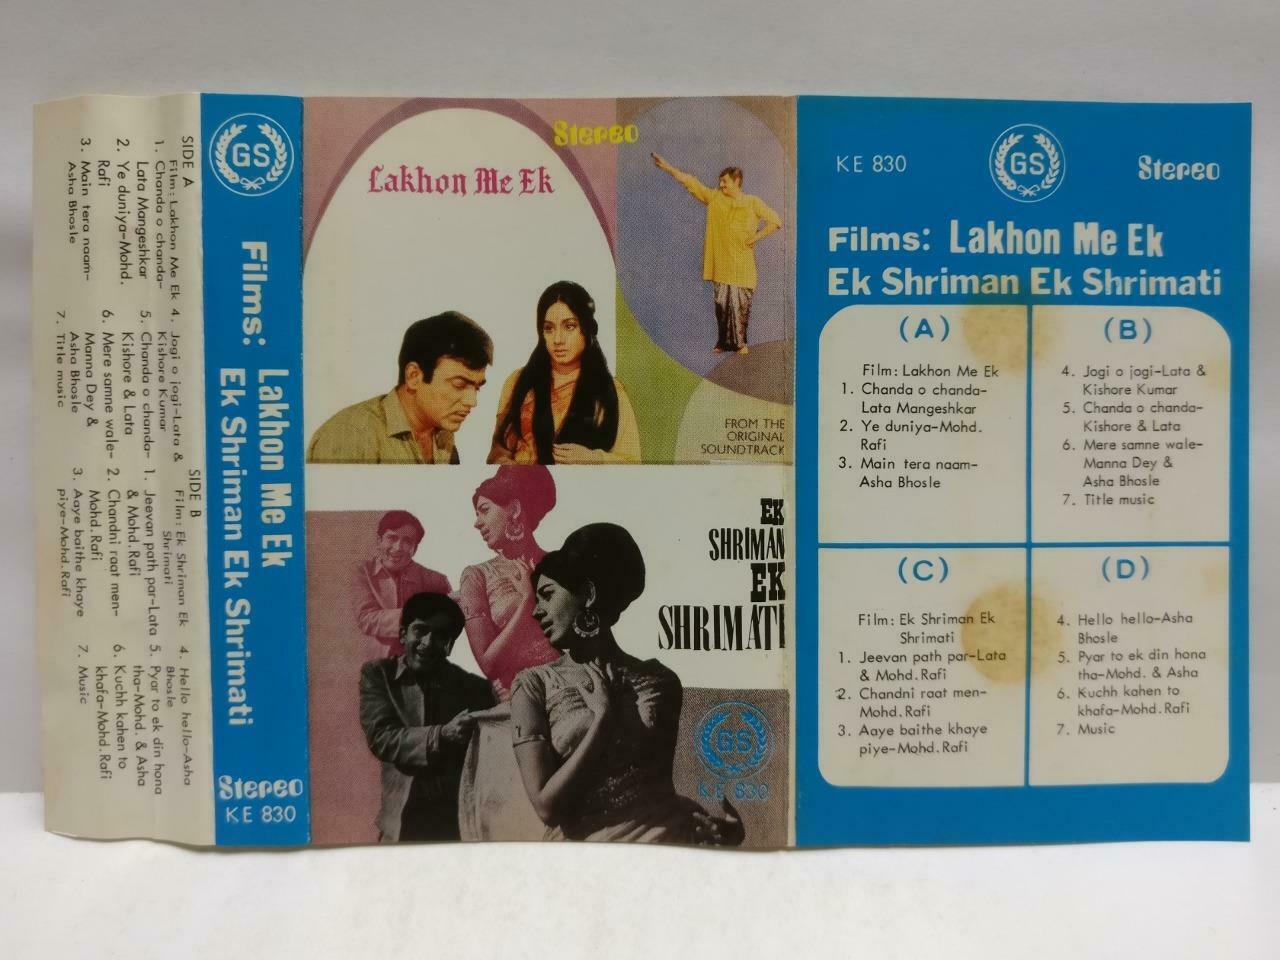 SIDE A
Film: Lakhon Me Ek
1. Chanda o chanda-
Lata Mangeshkar
2. Ye duniya-Mohd.
Rafi
3. Main tera naam-
Asha Bhosle
4. Jogi o jogi-Lata &
Kishore Kumar
5. Chanda o chanda-
Kishore & Lata
6. Mere samne wale-
Manna Dey &
Asha Bhosle
7. Title music
SIDE B
Film: Ek Shriman Ek
Shrimati
1. Jeevan path par-Lata
& Mohd. Rafi
2. Chandni raat men-
Mohd. Rafi
3. Aaye baithe khaye
piye-Mohd. Rafi
4. Hello hello-Asha
Bhosle
5. Pyar to ek din hona
tha-Mohd. & Asha
6. Kuchh kahen to
khafa-Mohd. Rafi
7. Music
GS
Films: Lakhon Me Ek
Ek Shriman Ek Shrimati
Stereo
KE 830
Stereo
Lakhon Me Ek
FROM THE
ORIGINAL
SOUNDTRACK
EK
SHRIMAN
EK
SHRIMATI
GS
KE 830
KE 830
GS
Stereo
Films: Lakhon Me Ek
Ek Shriman Ek Shrimati
(A)
Film: Lakhon Me Ek
1. Chanda o chanda-
Lata Mangeshkar
2. Ye duniya-Mohd.
Rafi
3. Main tera naam-
Asha Bhosle
(B)
4. Jogi o jogi-Lata &
Kishore Kumar
5. Chanda o chanda-
Kishore & Lata
6. Mere samne wale-
Manna Dey &
Asha Bhosle
7. Title music
(C)
Film: Ek Shriman Ek
Shrimati
1. Jeevan path par-Lata
& Mohd. Rafi
2. Chandni raat men-
Mohd. Rafi
3. Aaye baithe khaye
piye-Mohd. Rafi
(D)
4. Hello hello-Asha
Bhosle
5. Pyar to ek din hona
tha-Mohd. & Asha
6. Kuchh kahen to
khafa-Mohd. Rafi
7. Music